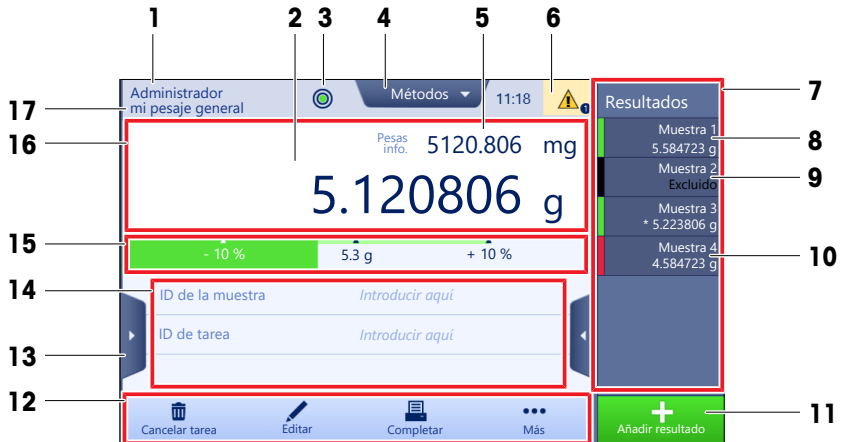 1
2
3
4
5
6
Administrador
mi pesaje general
Métodos
11:18
1
Resultados
7
17
16
Pesas
info.
5120.806 mg
5.120806 g
Muestra 1
5.584723 g
8
Muestra 2
Excluido
9
Muestra 3
* 5.223806 g
Muestra 4
4.584723 g
10
15
- 10 %
5.3 g
+ 10 %
14
ID de la muestra
Introducir aquí
ID de tarea
Introducir aquí
13
12
Cancelar tarea
Editar
Completar
Más
Añadir resultado
11